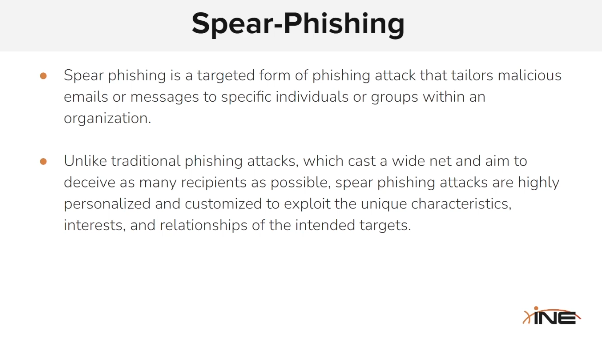 Spear-Phishing
● Spear phishing is a targeted form of phishing attack that tailors malicious
emails or messages to specific individuals or groups within an
organization.
● Unlike traditional phishing attacks, which cast a wide net and aim to
deceive as many recipients as possible, spear phishing attacks are highly
personalized and customized to exploit the unique characteristics,
interests, and relationships of the intended targets.
INE